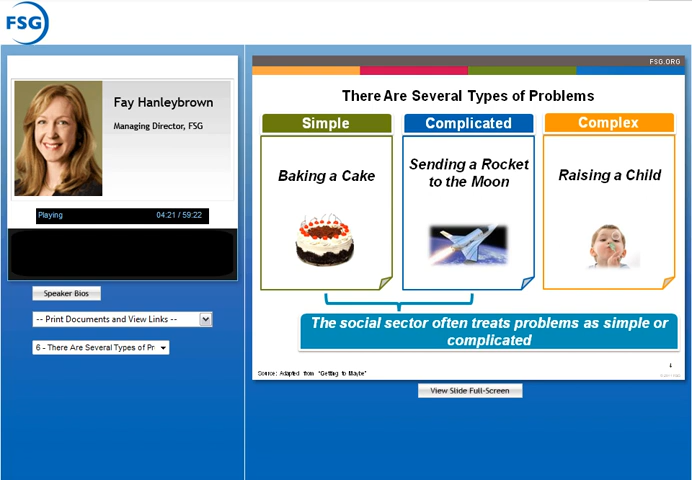 FSG
Fay Hanleybrown
Managing Director, FSG
Playing 04:21 / 59:22
Speaker Bios
-- Print Documents and View Links --
6 - There Are Several Types of Pr
FSG.ORG
There Are Several Types of Problems
Simple
Complicated
Complex
Baking a Cake
Sending a Rocket
to the Moon
Raising a Child
The social sector often treats problems as simple or
complicated
Source: Adapted from "Getting to Maybe"
View Slide Full-Screen